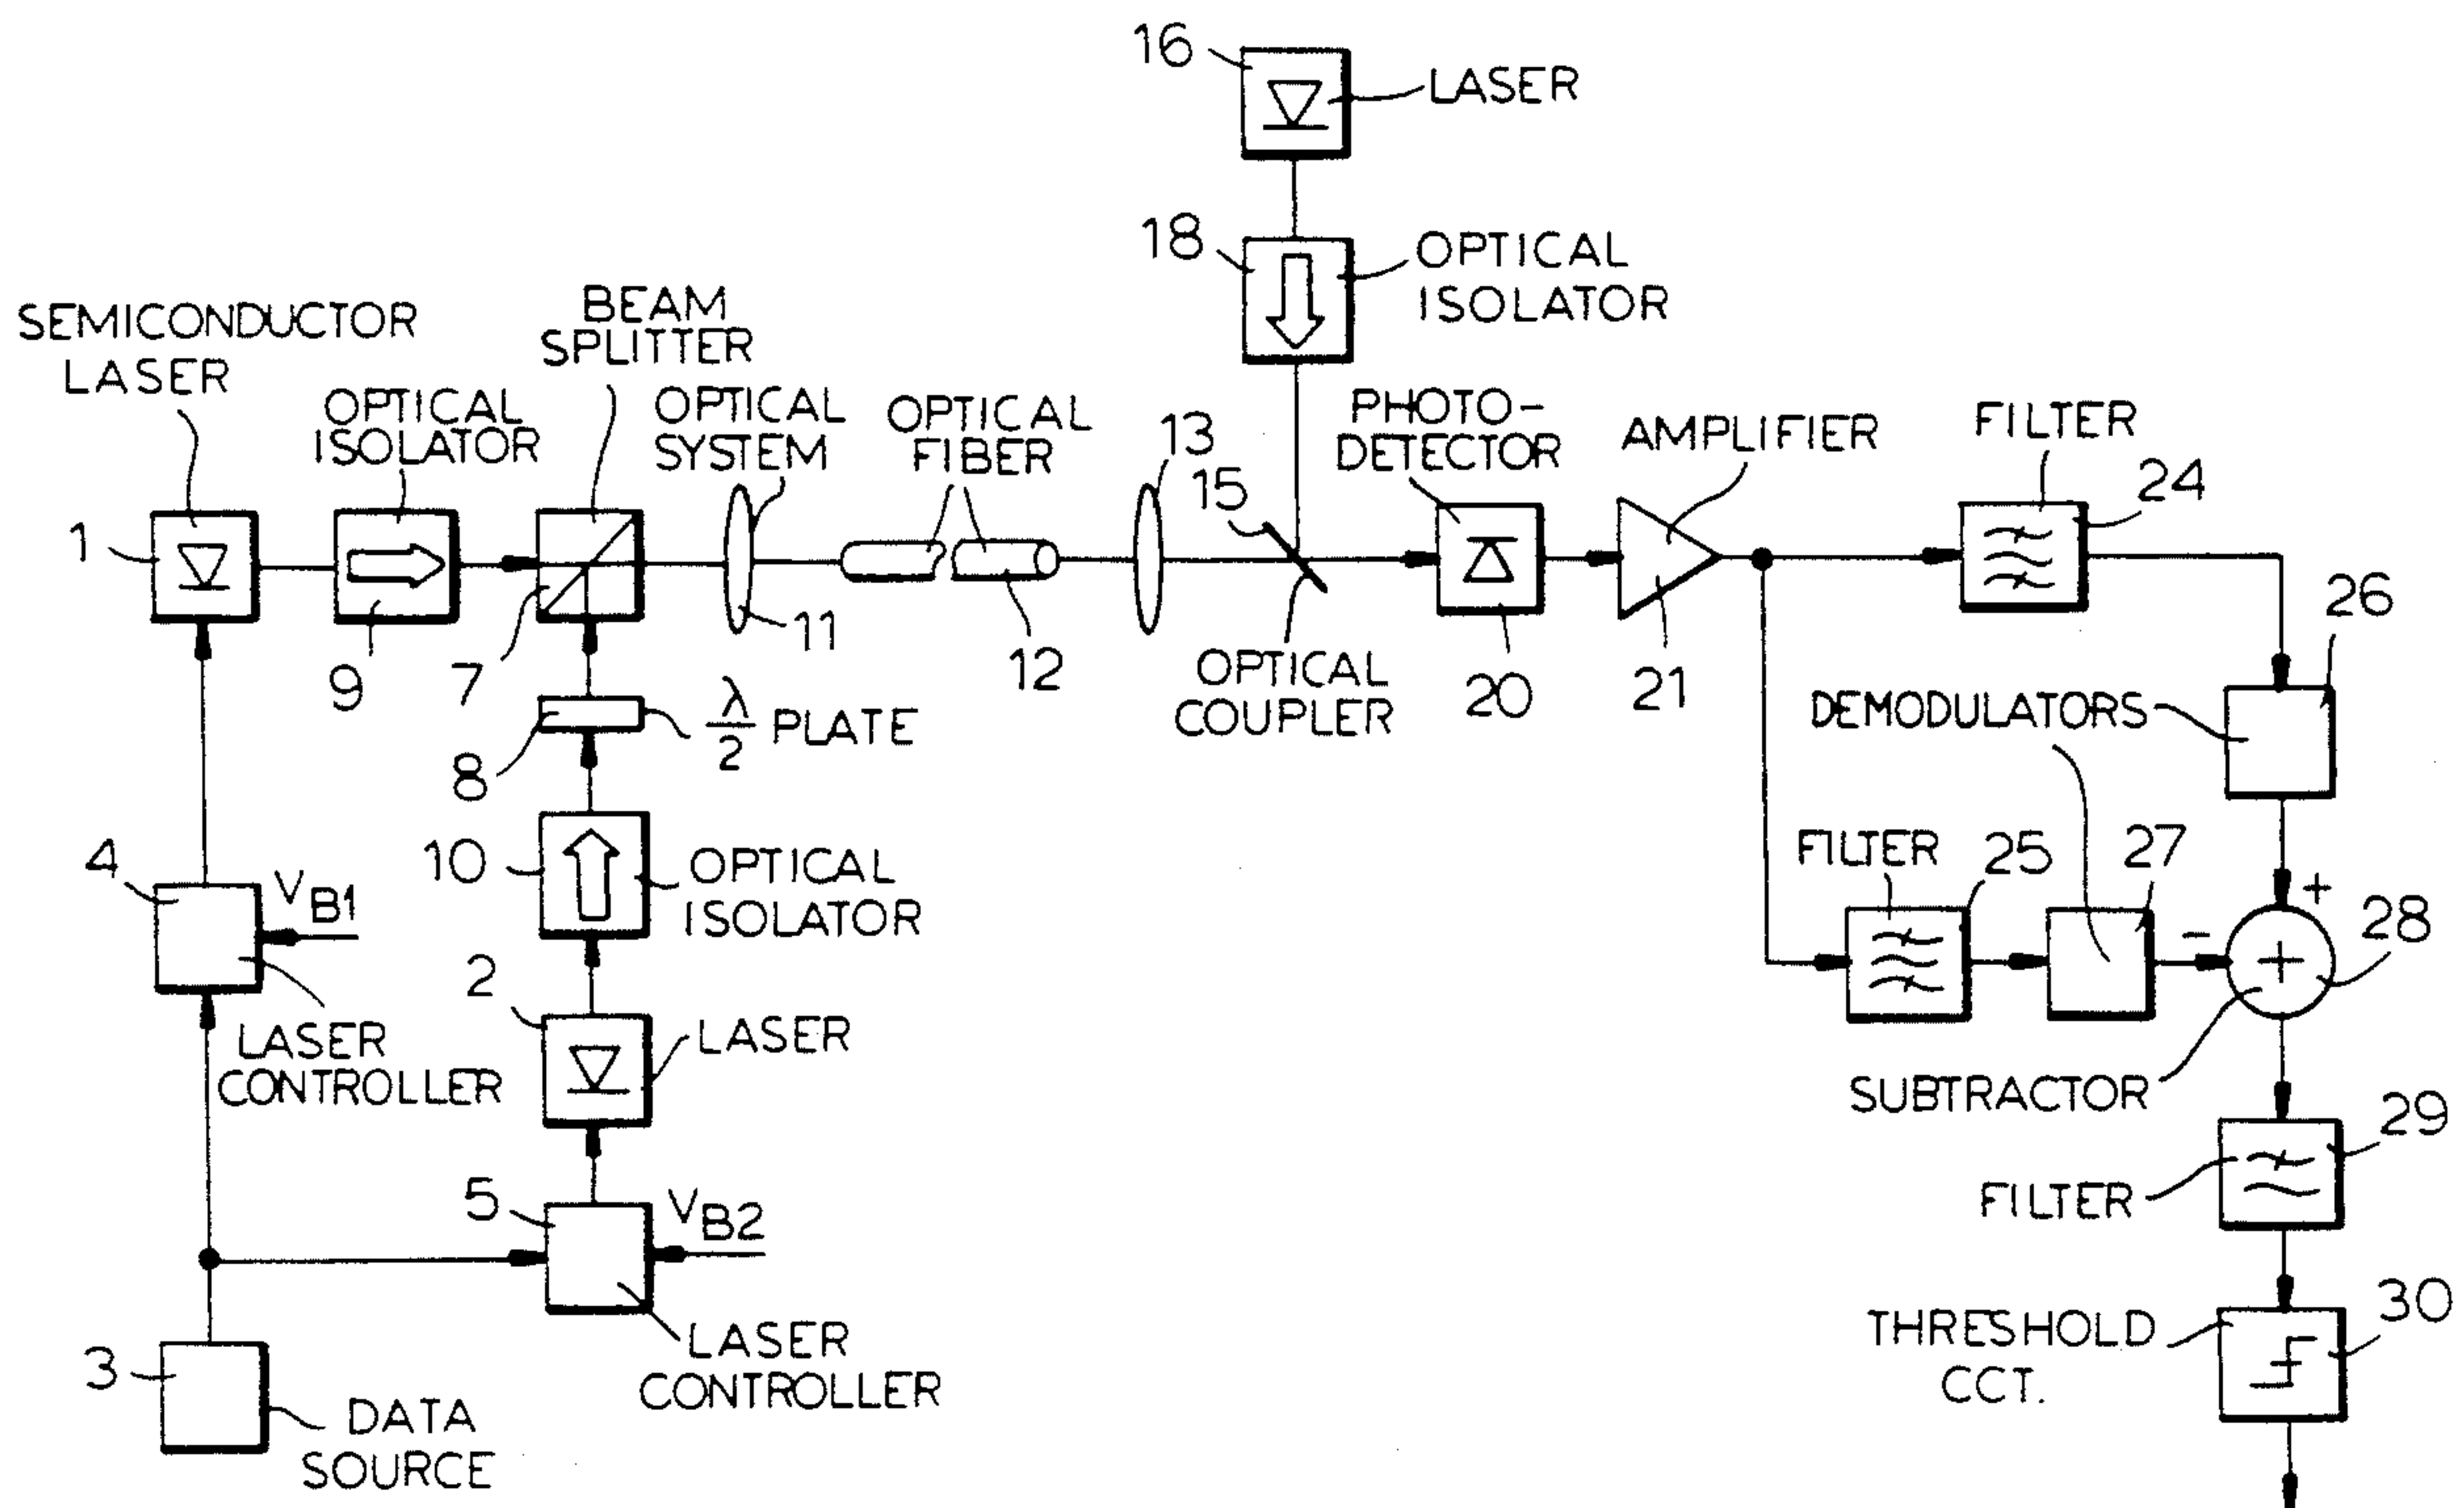 16
LASER
18
OPTICAL
ISOLATOR
SEMICONDUCTOR
LASER
BEAM
SPLITTER
OPTICAL
ISOLATOR
OPTICAL
SYSTEM
OPTICAL
FIBER
13
15
PHOTO-
DETECTOR
AMPLIFIER
FILTER
24
1
9
7
11
12
OPTICAL
COUPLER
20
21
26
8
λ/2 PLATE
DEMODULATORS
4
VB1
10
OPTICAL
ISOLATOR
FILTER
25
27
+
-
+
28
LASER
CONTROLLER
2
LASER
SUBTRACTOR
29
FILTER
5
VB2
3
DATA
SOURCE
LASER
CONTROLLER
THRESHOLD
CCT.
30